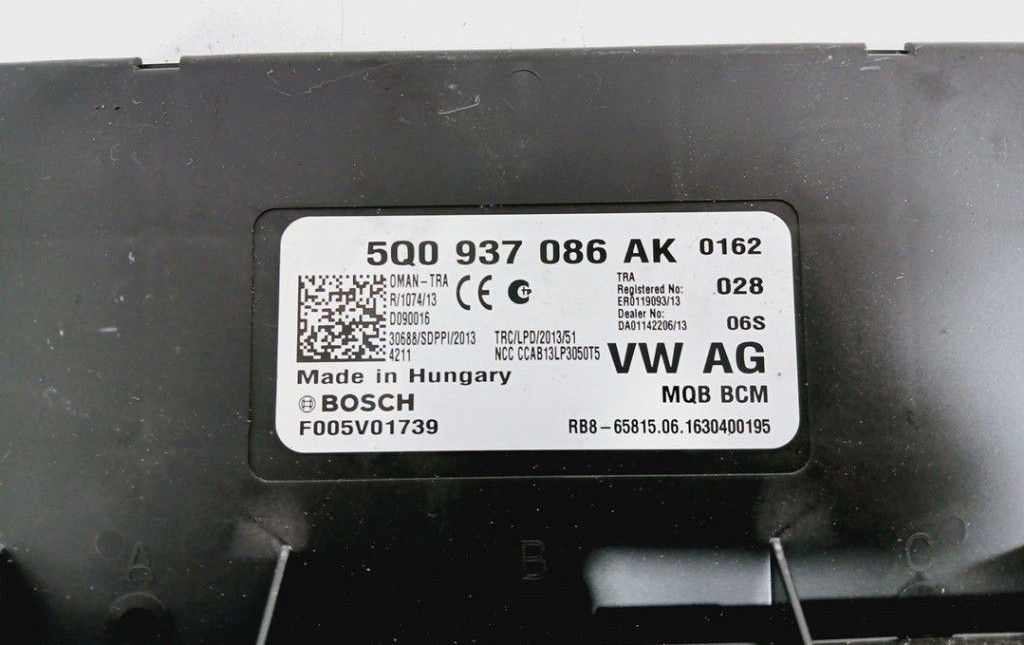 5Q0 937 086 AK 0162
OMAN-TRA
R/1074/13
D090016
30688/SDPPI/2013
4211
CE
TRC/LPD/2013/51
NCC CCAB13LP3050T5
TRA
Registered No:
ER0119093/13
Dealer No:
DA01142206/13
028
06S
VW AG
MQB BCM
Made in Hungary
BOSCH
F005V01739
RB8-65815.06.1630400195
A B C